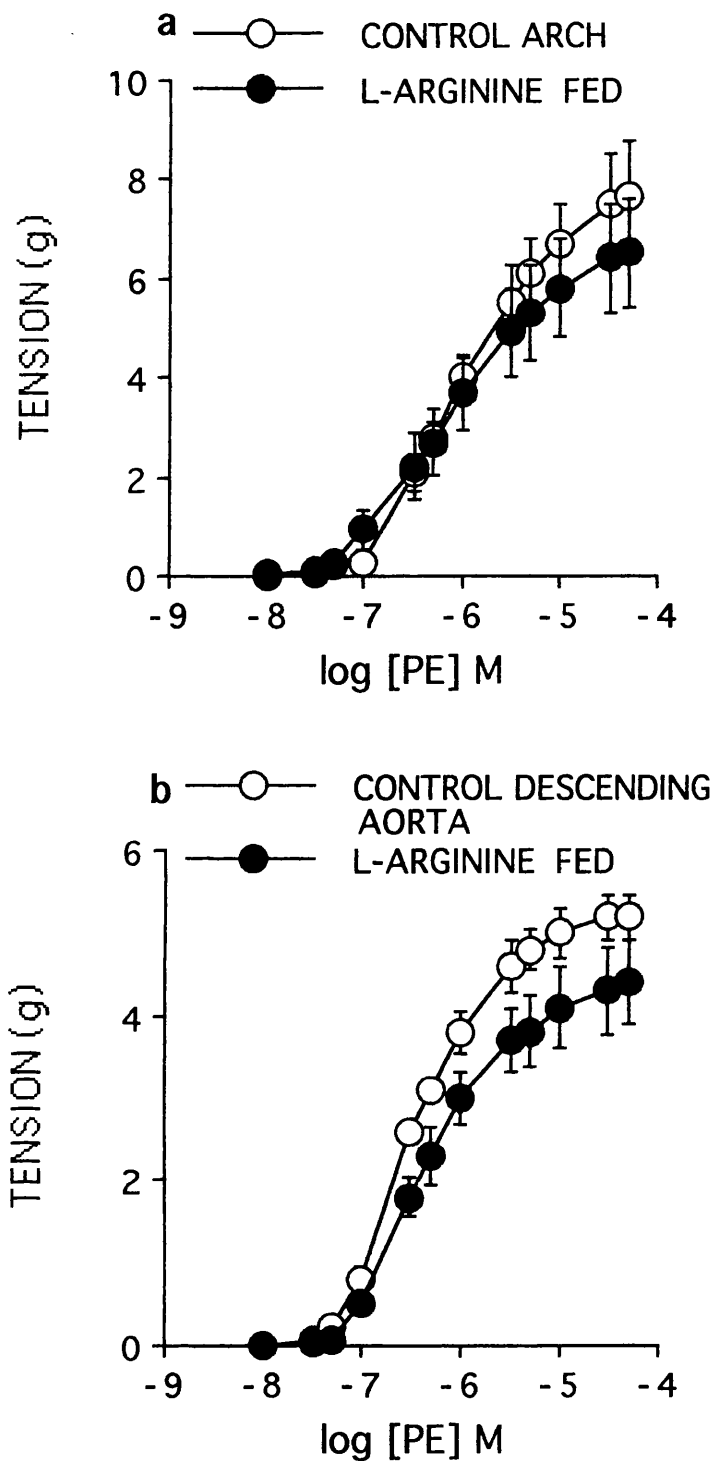 a
CONTROL ARCH
L-ARGININE FED
10
8
6
4
2
0
TENSION (g)
-9 -8 -7 -6 -5 -4
log [PE] M
b
CONTROL DESCENDING
AORTA
L-ARGININE FED
6
4
2
0
TENSION (g)
-9 -8 -7 -6 -5 -4
log [PE] M